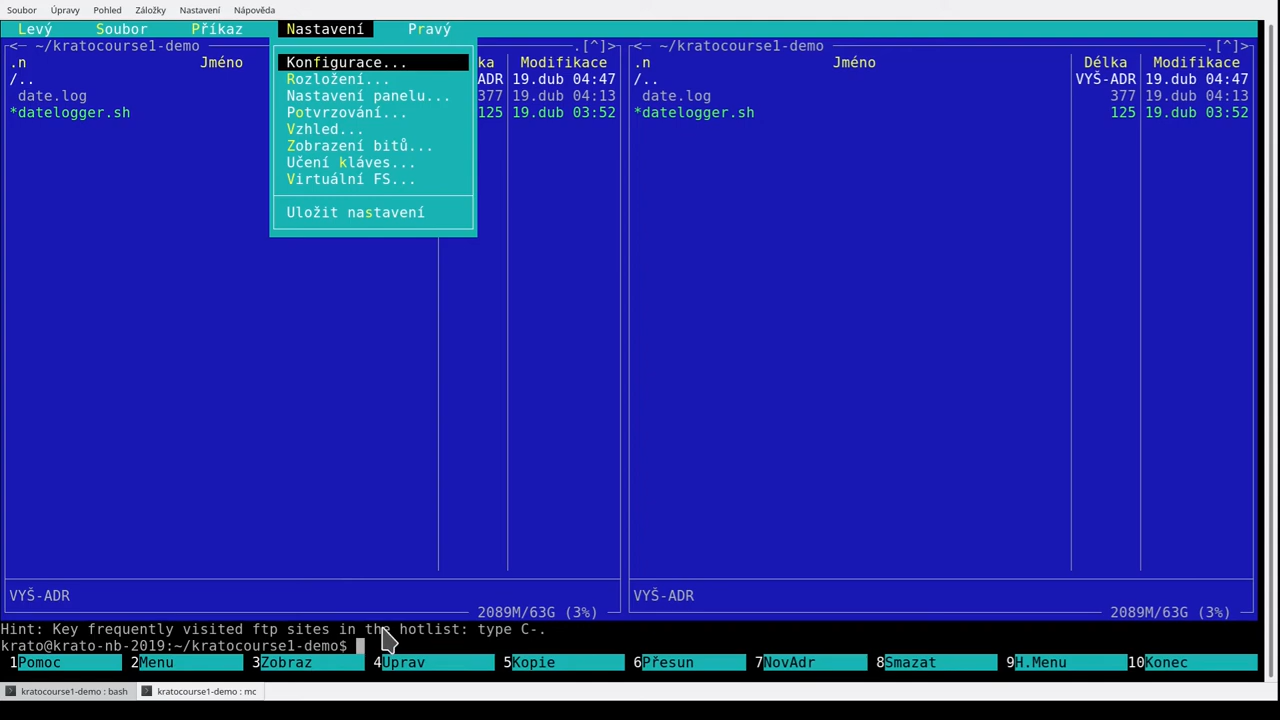 Soubor Úpravy Pohled Záložky Nastavení Nápověda
Levý Soubor Příkaz Nastavení Pravý
<─ ~/kratocourse1-demo .[^]> <─ ~/kratocourse1-demo .[^]>
.n Jméno ka Modifikace .n Jméno Délka Modifikace
/.. ADR 19.dub 04:47 /.. VYŠ-ADR 19.dub 04:47
date.log 377 19.dub 04:13 date.log 377 19.dub 04:13
*datelogger.sh 125 19.dub 03:52 *datelogger.sh 125 19.dub 03:52
Konfigurace...
Rozložení...
Nastavení panelu...
Potvrzování...
Vzhled...
Zobrazení bitů...
Učení kláves...
Virtuální FS...
Uložit nastavení
VYŠ-ADR VYŠ-ADR
2089M/63G (3%) 2089M/63G (3%)
Hint: Key frequently visited ftp sites in the hotlist: type C-.
krato@krato-nb-2019:~/kratocourse1-demo$
1Pomoc 2Menu 3Zobraz 4Uprav 5Kopie 6Přesun 7NovAdr 8Smazat 9H.Menu 10Konec
kratocourse1-demo : bash kratocourse1-demo : mc